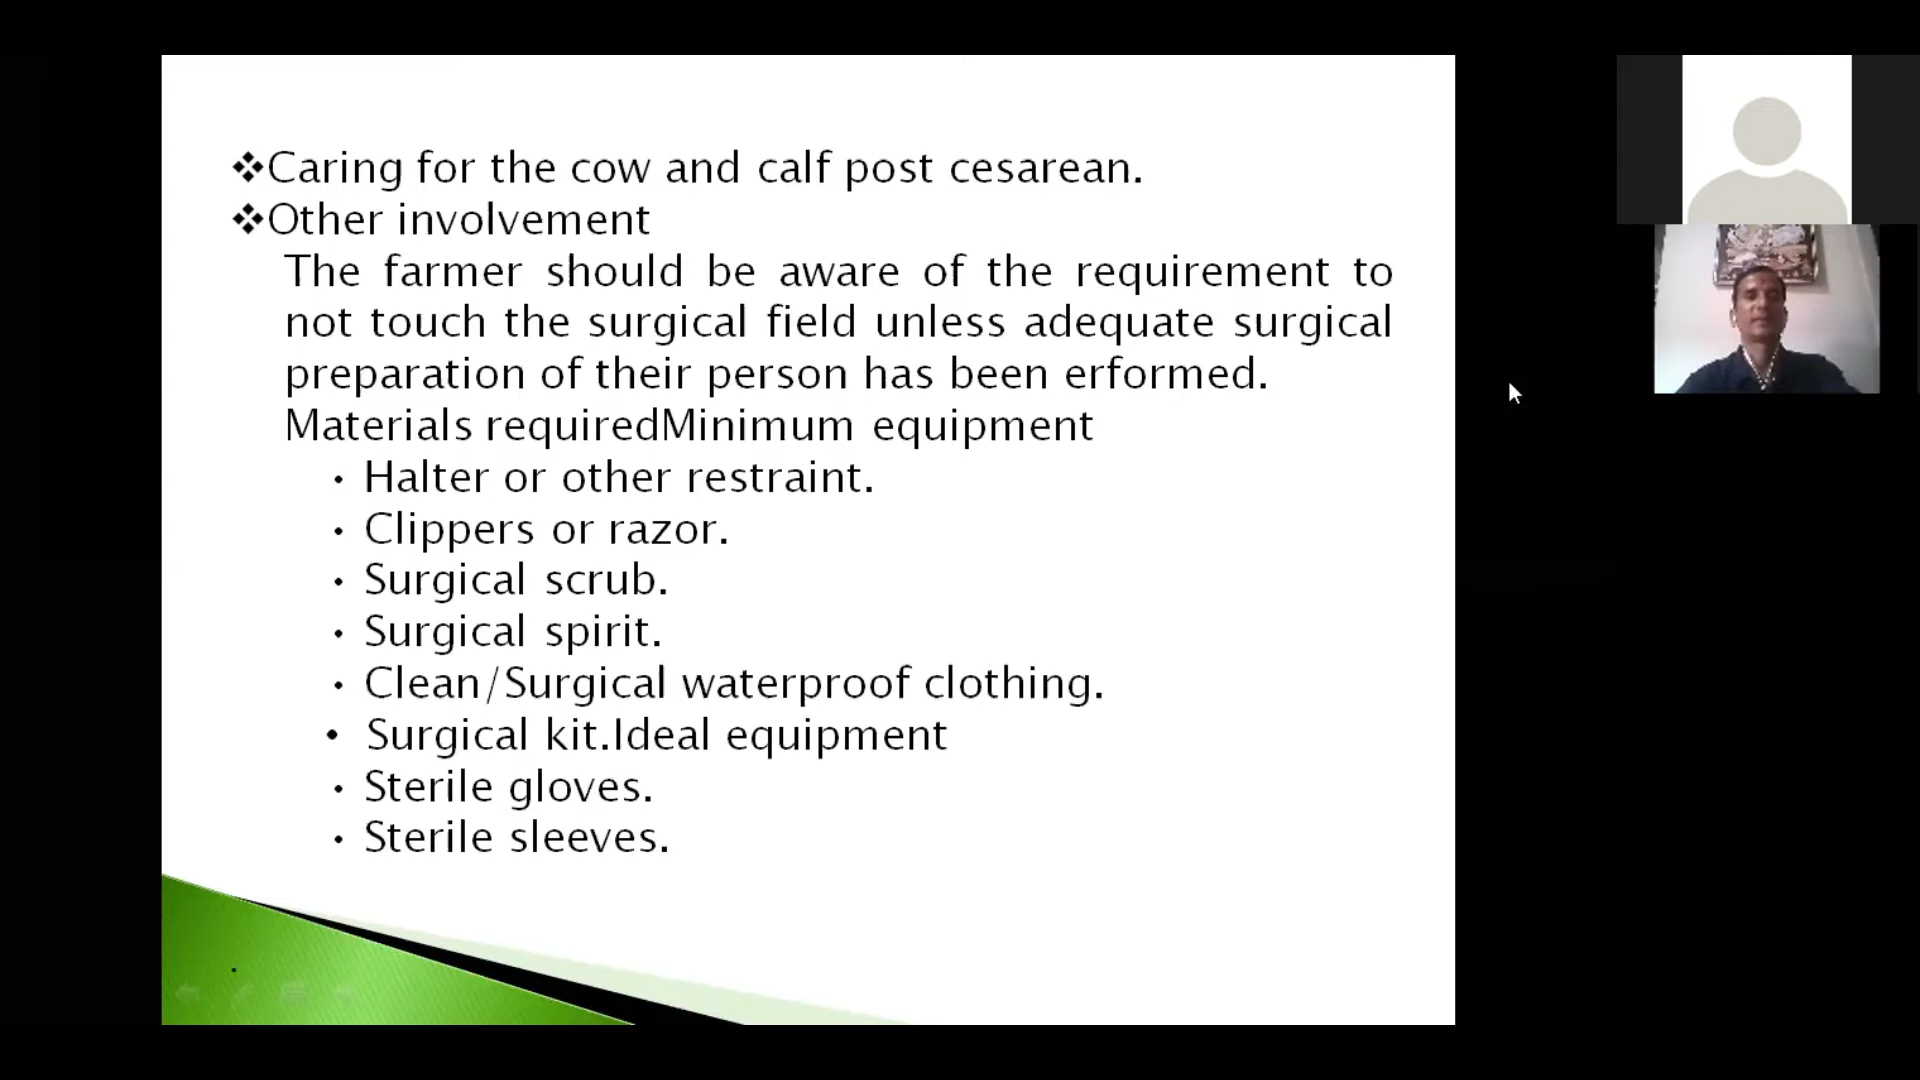 ❖Caring for the cow and calf post cesarean.
❖Other involvement
The farmer should be aware of the requirement to
not touch the surgical field unless adequate surgical
preparation of their person has been erformed.
Materials requiredMinimum equipment
• Halter or other restraint.
• Clippers or razor.
• Surgical scrub.
• Surgical spirit.
• Clean/Surgical waterproof clothing.
• Surgical kit.Ideal equipment
• Sterile gloves.
• Sterile sleeves.